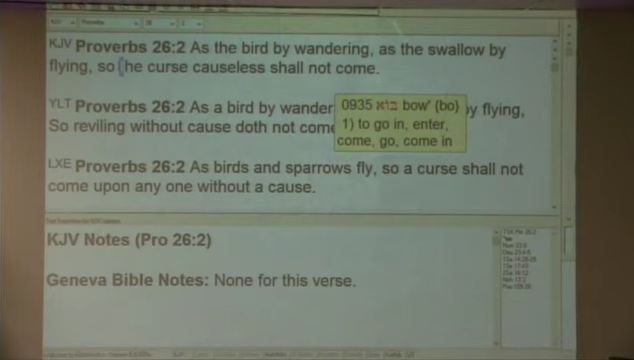 KJV Proverbs 26:2 As the bird by wandering, as the swallow by
flying, so he curse causeless shall not come.
YLT Proverbs 26:2 As a bird by wander by flying,
So reviling without cause doth not come
0935 בוא bow' {bo}
1) to go in, enter,
come, go, come in
LXE Proverbs 26:2 As birds and sparrows fly, so a curse shall not
come upon any one without a cause.
KJV Notes (Pro 26:2)
Geneva Bible Notes: None for this verse.